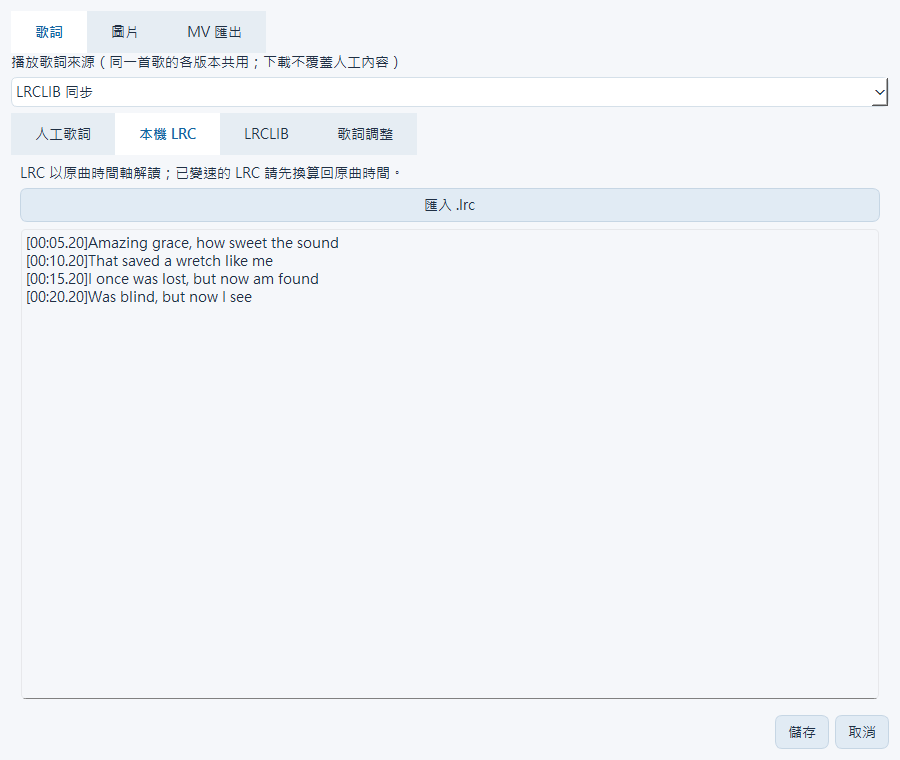 歌詞 圖片 MV 匯出
播放歌詞來源（同一首歌的各版本共用；下載不覆蓋人工內容）
LRCLIB 同步
人工歌詞 本機 LRC LRCLIB 歌詞調整
LRC 以原曲時間軸解讀；已變速的 LRC 請先換算回原曲時間。
匯入 .lrc
[00:05.20]Amazing grace, how sweet the sound
[00:10.20]That saved a wretch like me
[00:15.20]I once was lost, but now am found
[00:20.20]Was blind, but now I see
儲存 取消